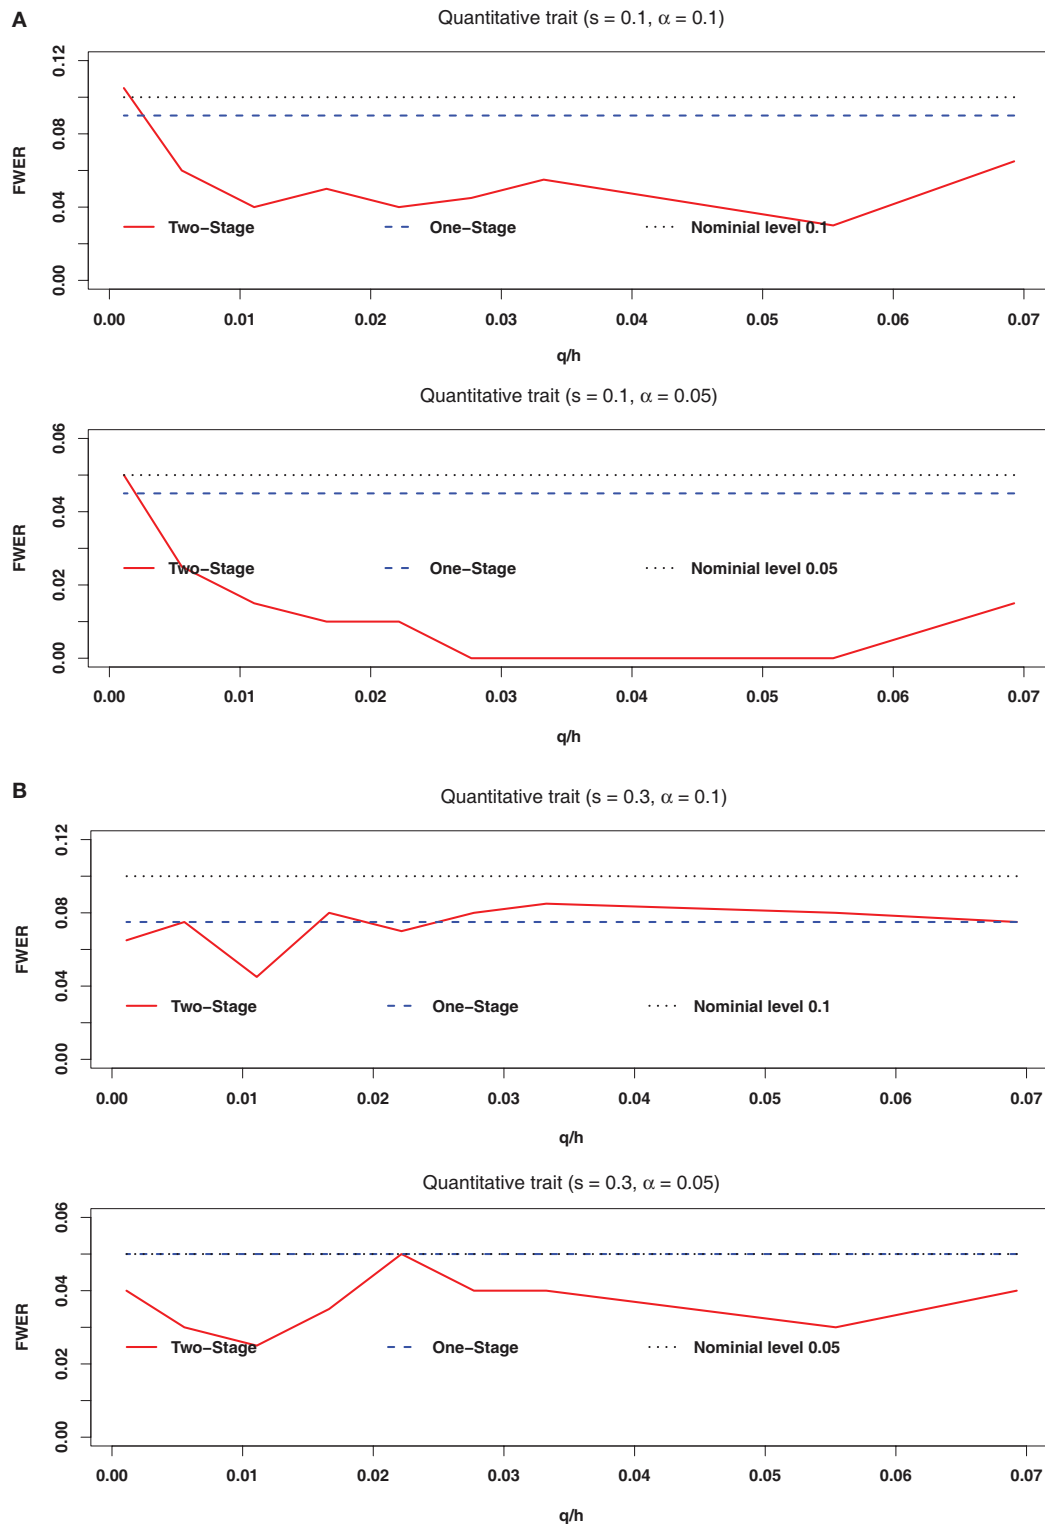 A
Quantitative trait (s = 0.1, α = 0.1)
0.12
0.08
0.04
0.00
FWER
Two−Stage One−Stage Nominial level 0.1
0.00 0.01 0.02 0.03 0.04 0.05 0.06 0.07
q/h
Quantitative trait (s = 0.1, α = 0.05)
0.06
0.04
0.02
0.00
FWER
Two−Stage One−Stage Nominial level 0.05
0.00 0.01 0.02 0.03 0.04 0.05 0.06 0.07
q/h
B
Quantitative trait (s = 0.3, α = 0.1)
0.12
0.08
0.04
0.00
FWER
Two−Stage One−Stage Nominial level 0.1
0.00 0.01 0.02 0.03 0.04 0.05 0.06 0.07
q/h
Quantitative trait (s = 0.3, α = 0.05)
0.06
0.04
0.02
0.00
FWER
Two−Stage One−Stage Nominial level 0.05
0.00 0.01 0.02 0.03 0.04 0.05 0.06 0.07
q/h